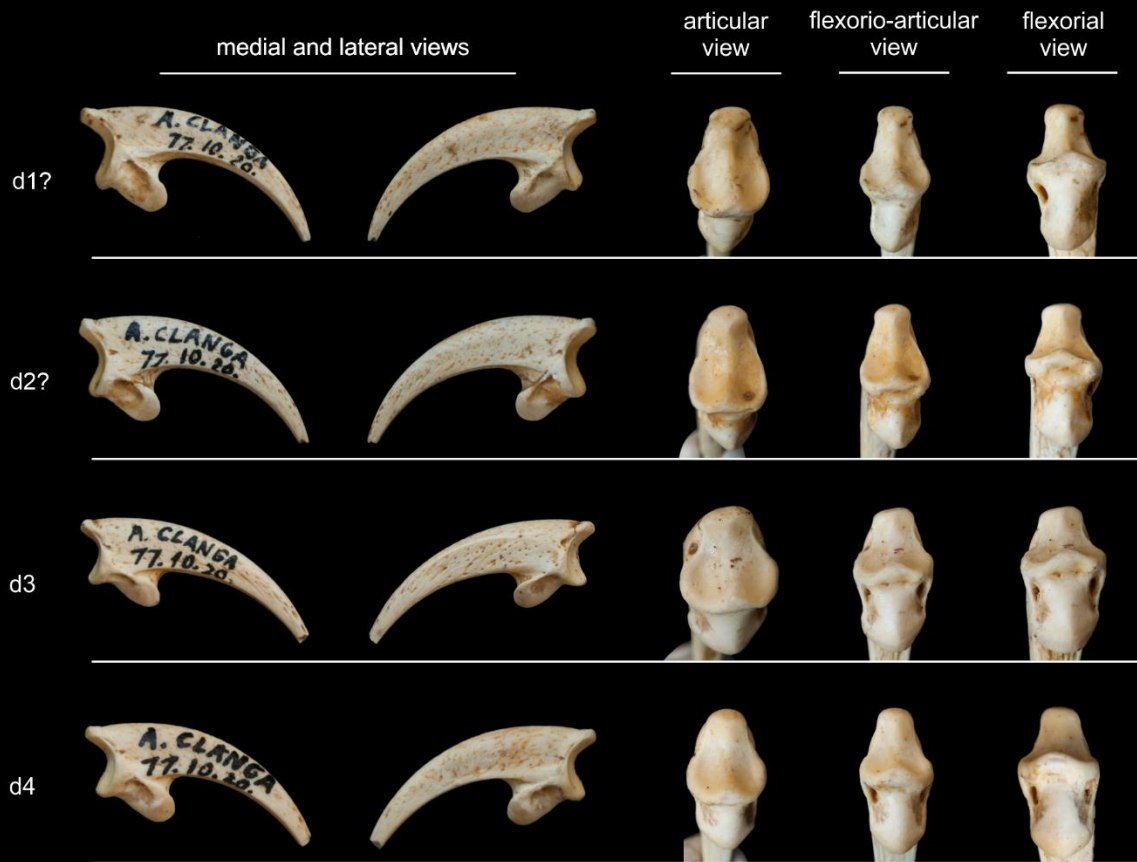 medial and lateral views
articular
view
flexorio-articular
view
flexorial
view
d1?
A. CLANGA
77.10.20.
d2?
A. CLANGA
77.10.20.
d3
A. CLANGA
77.10.20.
d4
A. CLANGA
77.10.20.